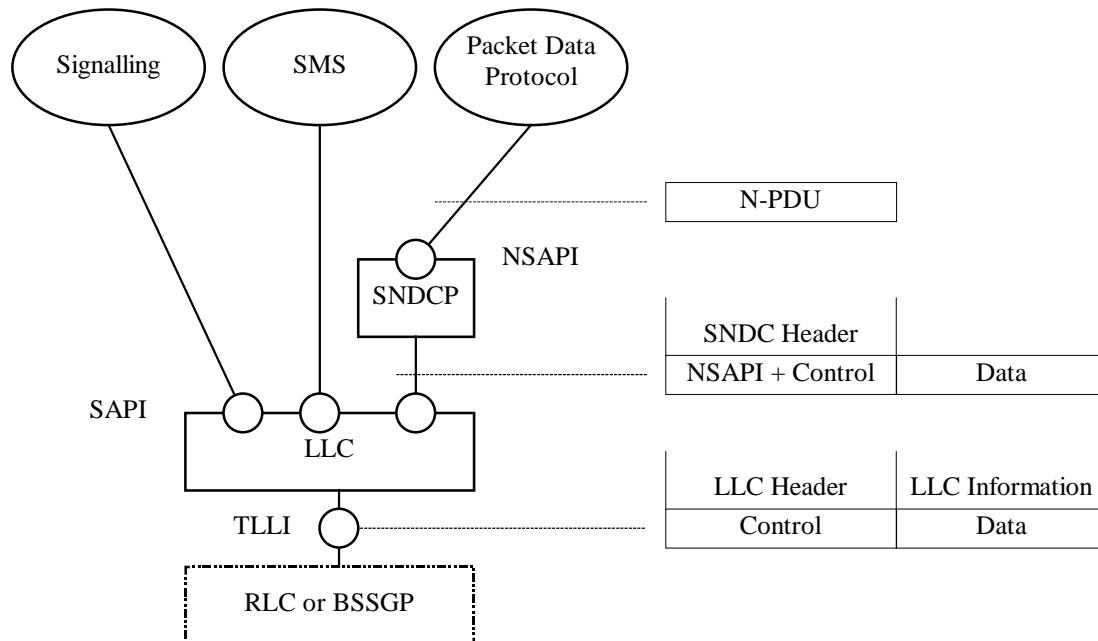 Signalling
SMS
Packet Data
Protocol
N-PDU
NSAPI
SNDCP
SNDC Header
NSAPI + Control
Data
SAPI
LLC
LLC Header
LLC Information
TLLI
Control
Data
RLC or BSSGP